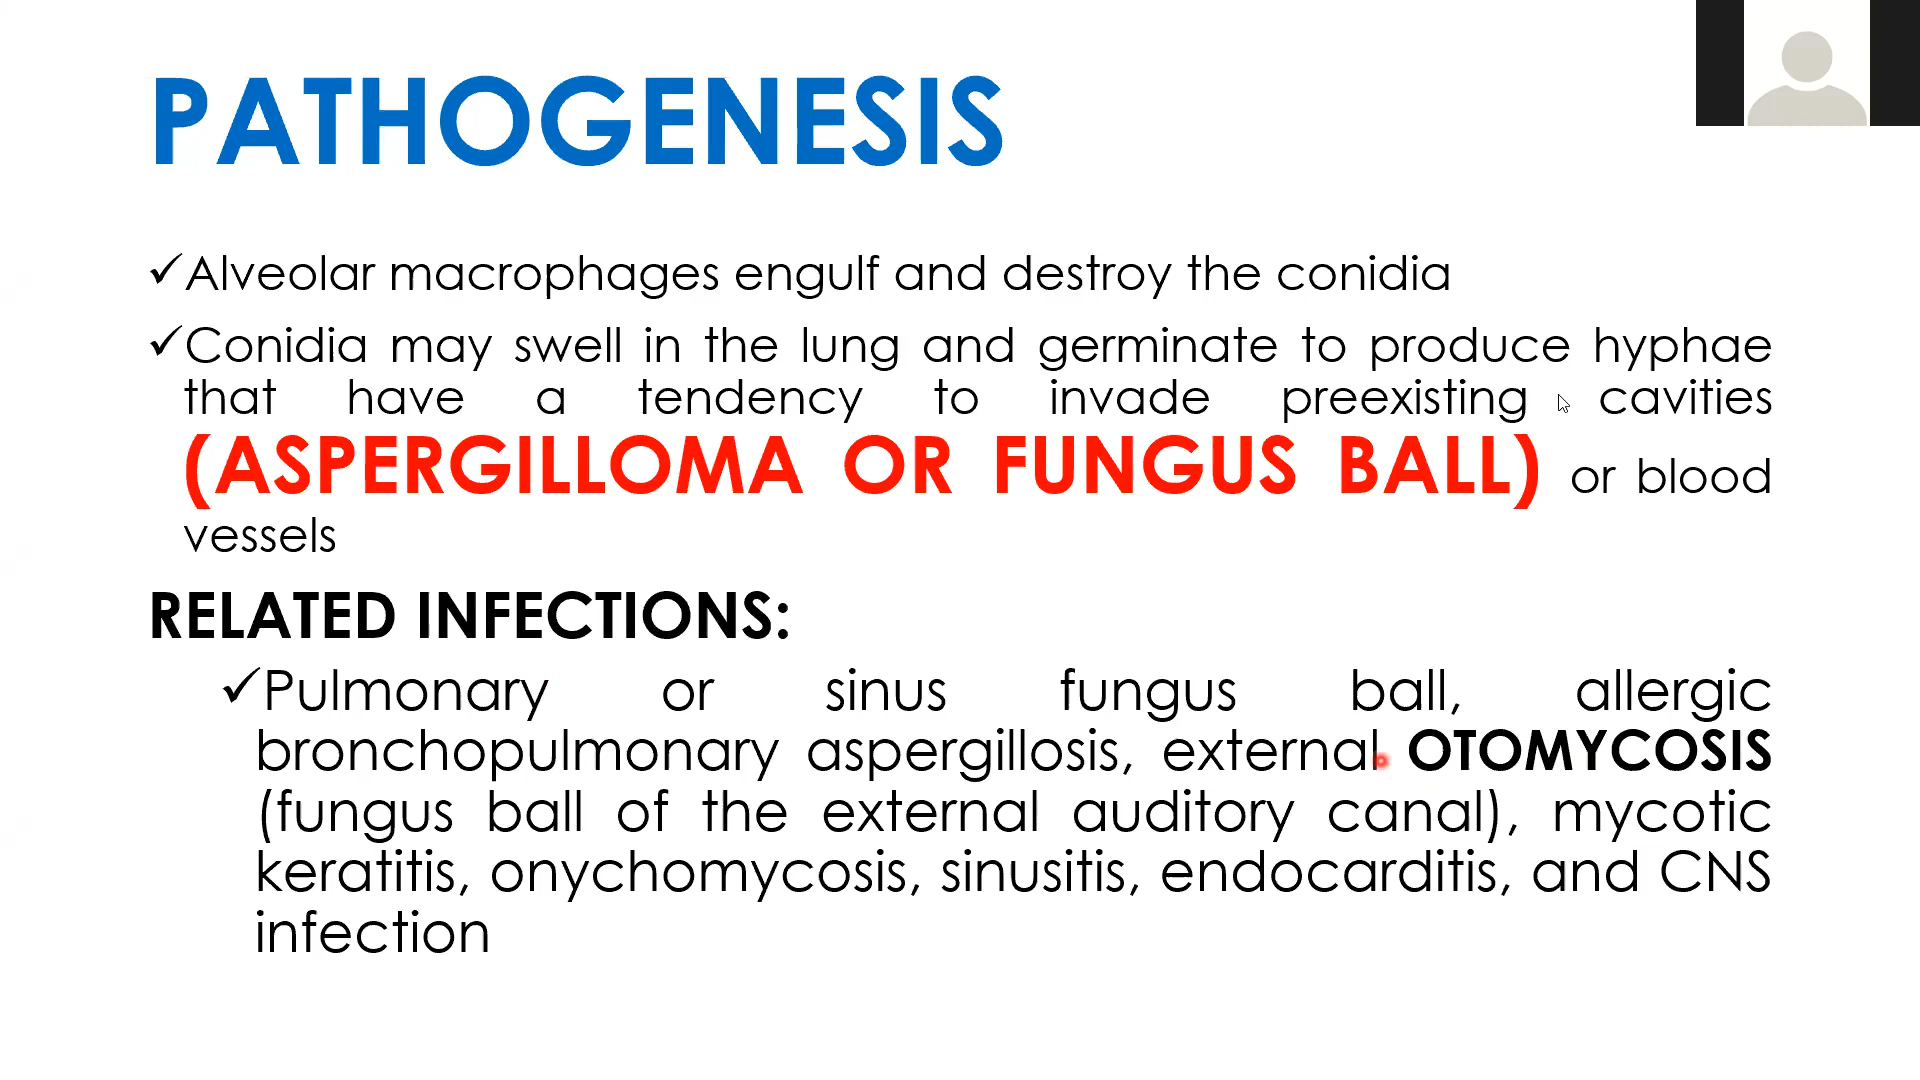 PATHOGENESIS
✓Alveolar macrophages engulf and destroy the conidia
✓Conidia may swell in the lung and germinate to produce hyphae
that have a tendency to invade preexisting cavities
(ASPERGILLOMA OR FUNGUS BALL) or blood
vessels
RELATED INFECTIONS:
✓Pulmonary or sinus fungus ball, allergic
bronchopulmonary aspergillosis, external OTOMYCOSIS
(fungus ball of the external auditory canal), mycotic
keratitis, onychomycosis, sinusitis, endocarditis, and CNS
infection